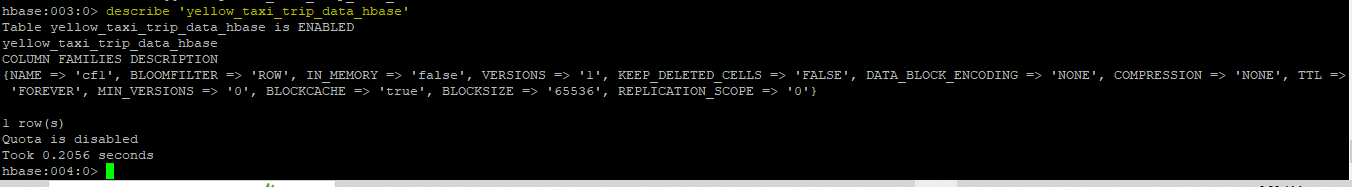 hbase:003:0> describe 'yellow_taxi_trip_data_hbase'
Table yellow_taxi_trip_data_hbase is ENABLED
yellow_taxi_trip_data_hbase
COLUMN FAMILIES DESCRIPTION
{NAME => 'cf1', BLOOMFILTER => 'ROW', IN_MEMORY => 'false', VERSIONS => '1', KEEP_DELETED_CELLS => 'FALSE', DATA_BLOCK_ENCODING => 'NONE', COMPRESSION => 'NONE', TTL =>
 'FOREVER', MIN_VERSIONS => '0', BLOCKCACHE => 'true', BLOCKSIZE => '65536', REPLICATION_SCOPE => '0'}
1 row(s)
Quota is disabled
Took 0.2056 seconds
hbase:004:0>